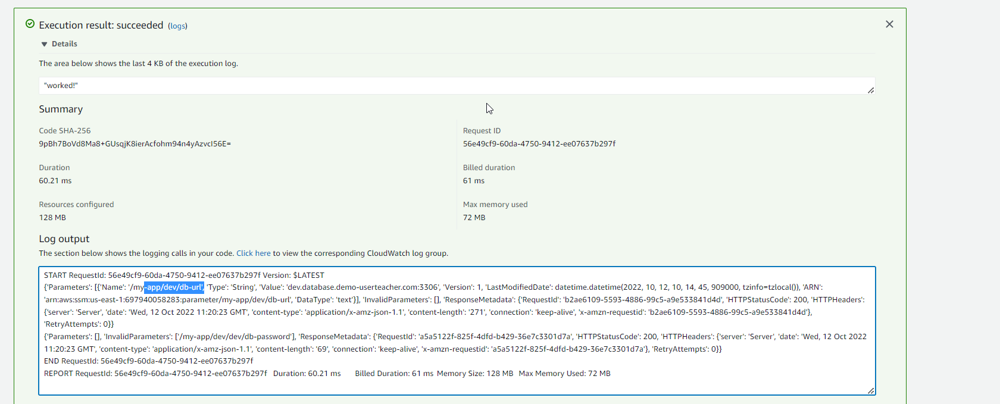 Execution result: succeeded (logs)
Details
The area below shows the last 4 KB of the execution log.
"worked!"
Summary
Code SHA-256
9pBh7BoVd8Ma8+GUsqjK8ierAcfohm94n4yAzvcI56E=
Request ID
56e49cf9-60da-4750-9412-ee07637b297f
Duration
60.21 ms
Billed duration
61 ms
Resources configured
128 MB
Max memory used
72 MB
Log output
The section below shows the logging calls in your code. Click here to view the corresponding CloudWatch log group.
START RequestId: 56e49cf9-60da-4750-9412-ee07637b297f Version: $LATEST
{'Parameters': [{'Name': '/my-app/dev/db-url', 'Type': 'String', 'Value': 'dev.database.demo-userteacher.com:3306', 'Version': 1, 'LastModifiedDate': datetime.datetime(2022, 10, 12, 10, 14, 45, 909000, tzinfo=tzlocal()), 'ARN':
'arn:aws:ssm:us-east-1:697940058283:parameter/my-app/dev/db-url', 'DataType': 'text'}], 'InvalidParameters': [], 'ResponseMetadata': {'RequestId': 'b2ae6109-5593-4886-99c5-a9e533841d4d', 'HTTPStatusCode': 200, 'HTTPHeaders':
{'server': 'Server', 'date': 'Wed, 12 Oct 2022 11:20:23 GMT', 'content-type': 'application/x-amz-json-1.1', 'content-length': '271', 'connection': 'keep-alive', 'x-amzn-requestid': 'b2ae6109-5593-4886-99c5-a9e533841d4d'},
'RetryAttempts': 0}}
{'Parameters': [], 'InvalidParameters': ['/my-app/dev/dev/db-password'], 'ResponseMetadata': {'RequestId': 'a5a5122f-825f-4dfd-b429-36e7c3301d7a', 'HTTPStatusCode': 200, 'HTTPHeaders': {'server': 'Server', 'date': 'Wed, 12 Oct 2022
11:20:23 GMT', 'content-type': 'application/x-amz-json-1.1', 'content-length': '69', 'connection': 'keep-alive', 'x-amzn-requestid': 'a5a5122f-825f-4dfd-b429-36e7c3301d7a'}, 'RetryAttempts': 0}}
END RequestId: 56e49cf9-60da-4750-9412-ee07637b297f
REPORT RequestId: 56e49cf9-60da-4750-9412-ee07637b297f Duration: 60.21 ms Billed Duration: 61 ms Memory Size: 128 MB Max Memory Used: 72 MB